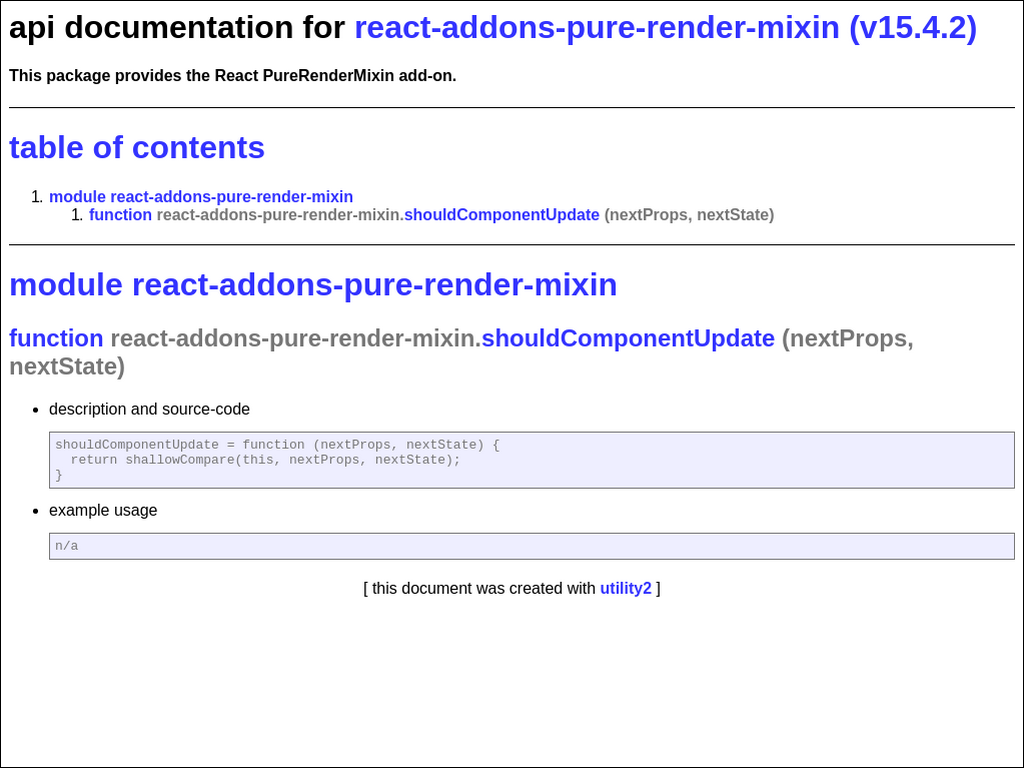 api documentation for react-addons-pure-render-mixin (v15.4.2)
This package provides the React PureRenderMixin add-on.
table of contents
1. module react-addons-pure-render-mixin
1. function react-addons-pure-render-mixin.shouldComponentUpdate (nextProps, nextState)
module react-addons-pure-render-mixin
function react-addons-pure-render-mixin.shouldComponentUpdate (nextProps,
nextState)
• description and source-code
shouldComponentUpdate = function (nextProps, nextState) {
  return shallowCompare(this, nextProps, nextState);
}
• example usage
n/a
[ this document was created with utility2 ]